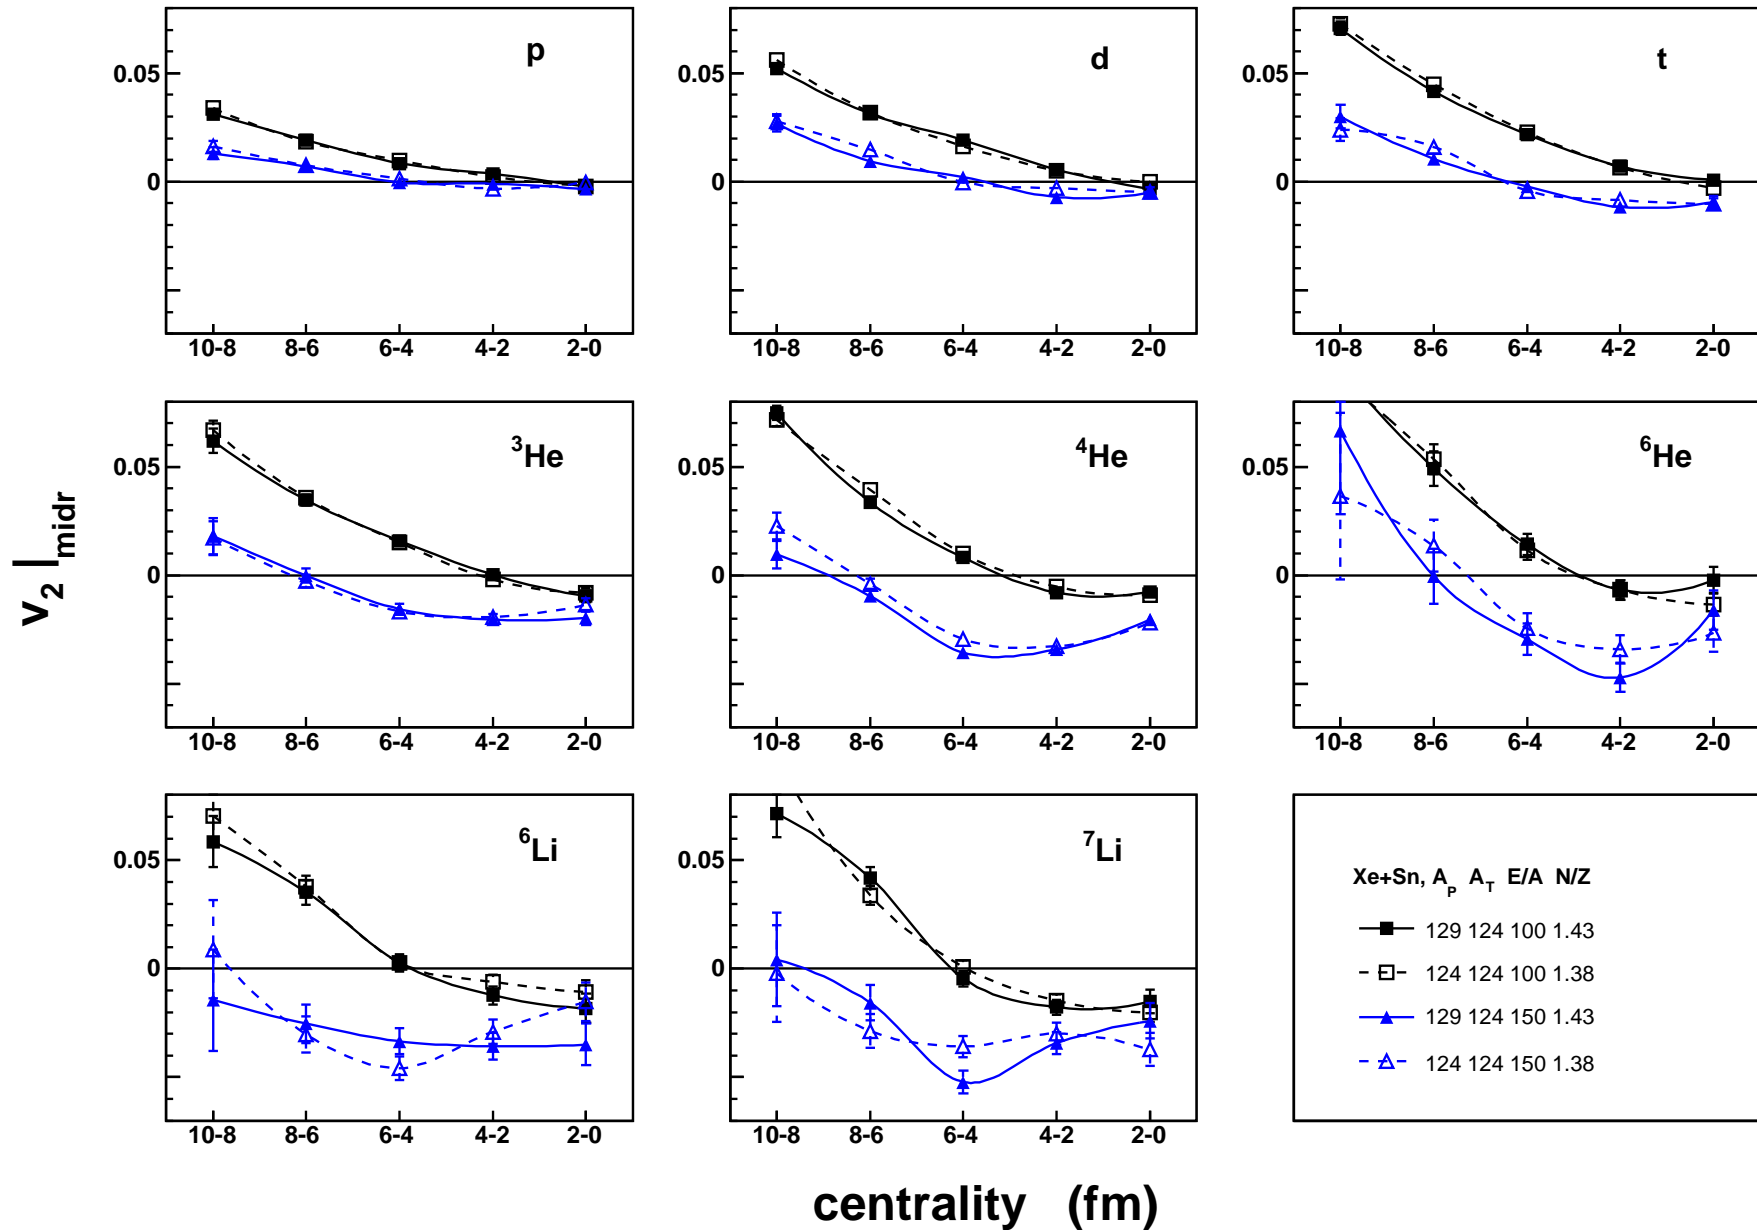 p
d
t
0.05
0.05
0.05
0
0
0
10-8 8-6 6-4 4-2 2-0
10-8 8-6 6-4 4-2 2-0
10-8 8-6 6-4 4-2 2-0
3He
4He
6He
0.05
0.05
0.05
0
0
0
10-8 8-6 6-4 4-2 2-0
10-8 8-6 6-4 4-2 2-0
10-8 8-6 6-4 4-2 2-0
v2 |midr
6Li
7Li
0.05
0.05
0
0
10-8 8-6 6-4 4-2 2-0
10-8 8-6 6-4 4-2 2-0
Xe+Sn, AP AT E/A N/Z
129 124 100 1.43
124 124 100 1.38
129 124 150 1.43
124 124 150 1.38
centrality (fm)